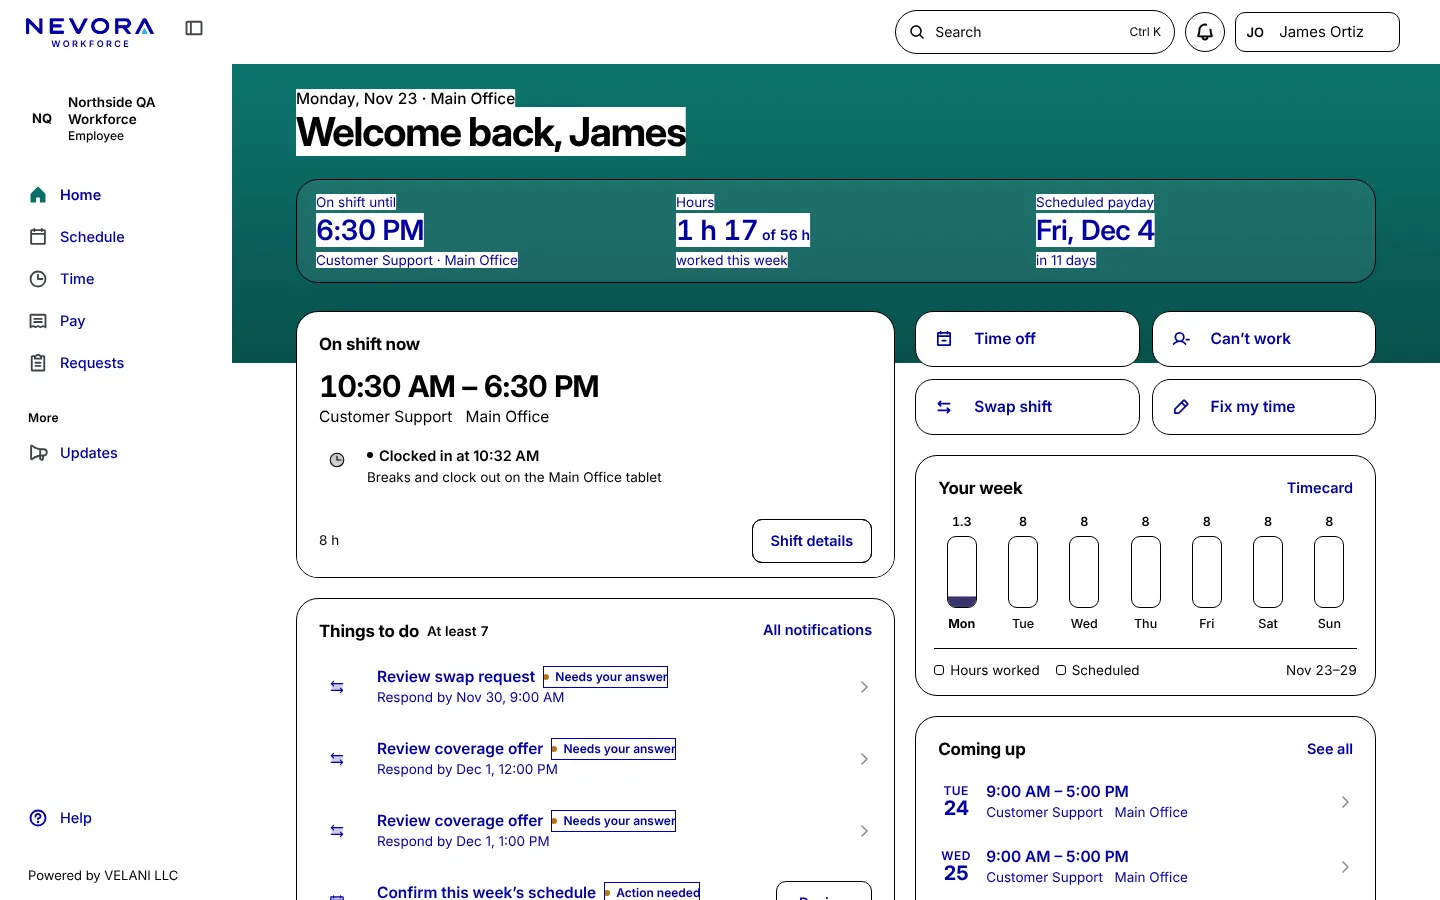 NEVORA
WORKFORCE
Search
Ctrl K
JO
James Ortiz
NQ
Northside QA
Workforce
Employee
Home
Schedule
Time
Pay
Requests
More
Updates
Help
Powered by VELANI LLC
Monday, Nov 23 · Main Office
Welcome back, James
On shift until
6:30 PM
Customer Support · Main Office
Hours
1 h 17 of 56 h
worked this week
Scheduled payday
Fri, Dec 4
in 11 days
On shift now
10:30 AM – 6:30 PM
Customer Support Main Office
Clocked in at 10:32 AM
Breaks and clock out on the Main Office tablet
8 h
Shift details
Things to do At least 7
All notifications
Review swap request
Needs your answer
Respond by Nov 30, 9:00 AM
Review coverage offer
Needs your answer
Respond by Dec 1, 12:00 PM
Review coverage offer
Needs your answer
Respond by Dec 1, 1:00 PM
Confirm this week’s schedule
Action needed
Time off
Can’t work
Swap shift
Fix my time
Your week
Timecard
1.3 8 8 8 8 8 8
Mon Tue Wed Thu Fri Sat Sun
Hours worked
Scheduled
Nov 23–29
Coming up
See all
TUE
24
9:00 AM – 5:00 PM
Customer Support Main Office
WED
25
9:00 AM – 5:00 PM
Customer Support Main Office